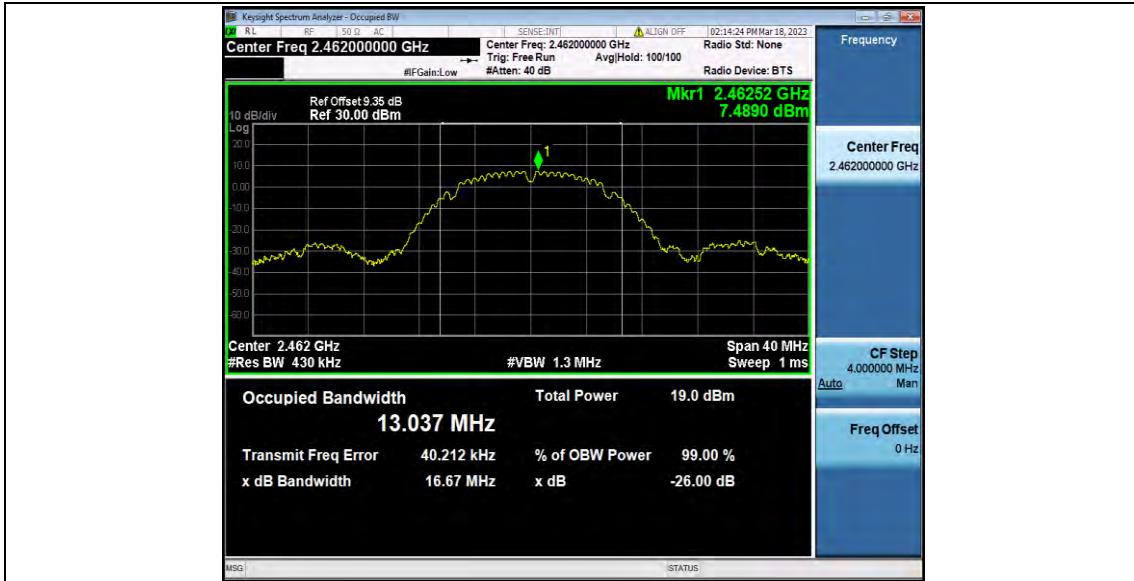 Keysight Spectrum Analyzer - Occupied BW
RL RF 50 Ω AC SENSE:INT ALIGN OFF 02:14:24 PM Mar 18, 2023
Center Freq 2.462000000 GHz
Center Freq: 2.462000000 GHz
Radio Std: None
Trig: Free Run Avg|Hold: 100/100
#IFGain:Low
#Atten: 40 dB
Radio Device: BTS
Frequency
Mkr1 2.46252 GHz
7.4890 dBm
Ref Offset 9.35 dB
10 dB/div Ref 30.00 dBm
Log
20.0
10.0
0.00
-10.0
-20.0
-30.0
-40.0
-50.0
-60.0
1
Center 2.462 GHz Span 40 MHz
#Res BW 430 kHz #VBW 1.3 MHz Sweep 1 ms
Occupied Bandwidth Total Power 19.0 dBm
13.037 MHz
Transmit Freq Error 40.212 kHz % of OBW Power 99.00 %
x dB Bandwidth 16.67 MHz x dB -26.00 dB
Center Freq
2.462000000 GHz
CF Step
4.000000 MHz
Auto Man
Freq Offset
0 Hz
MSG STATUS